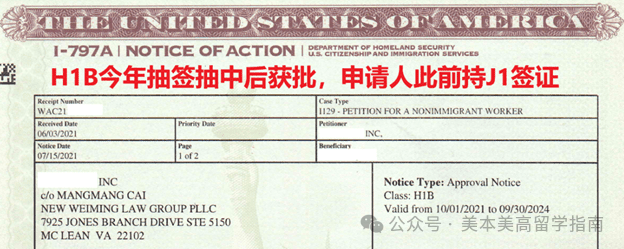 THE UNITED STATES OF AMERICA
I-797A | NOTICE OF ACTION | DEPARTMENT OF HOMELAND SECURITY
U.S. CITIZENSHIP AND IMMIGRATION SERVICES
H1B今年抽签抽中后获批，申请人此前持J1签证
Receipt Number
WAC21
Case Type
I129 - PETITION FOR A NONIMMIGRANT WORKER
Received Date
06/03/2021
Priority Date
Petitioner
INC,
Notice Date
07/15/2021
Page
1 of 2
Beneficiary
INC
c/o MANGMANG CAI
NEW WEIMING LAW GROUP PLLC
7925 JONES BRANCH DRIVE STE 5150
MC LEAN VA 22102
Notice Type: Approval Notice
Class: H1B
Valid from 10/01/2021 to 09/30/2024
公众号 · 美本美高留学指南